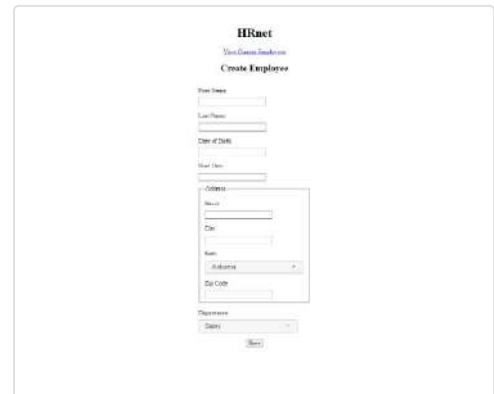 HRnet
View Current Employees
Create Employee
First Name
Last Name
Date of Birth
Start Date
Address
Street
City
State
Alabama
Zip Code
Department
Sales
Save